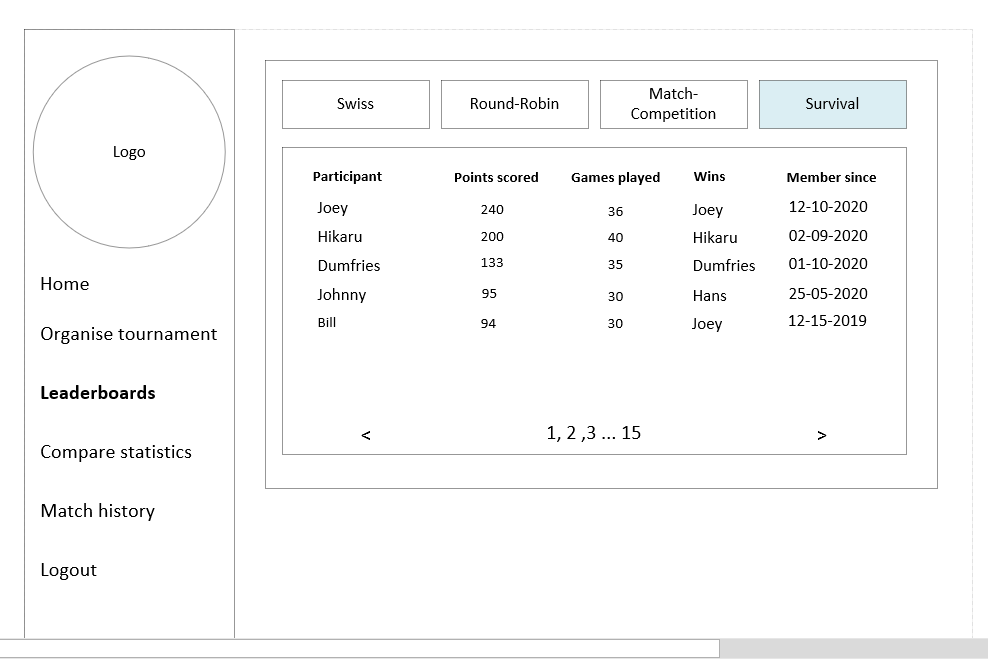 Logo
Home
Organise tournament
Leaderboards
Compare statistics
Match history
Logout
Swiss
Round-Robin
Match-
Competition
Survival
Participant Points scored Games played Wins Member since
Joey 240 36 Joey 12-10-2020
Hikaru 200 40 Hikaru 02-09-2020
Dumfries 133 35 Dumfries 01-10-2020
Johnny 95 30 Hans 25-05-2020
Bill 94 30 Joey 12-15-2019
< 1, 2 ,3 ... 15 >